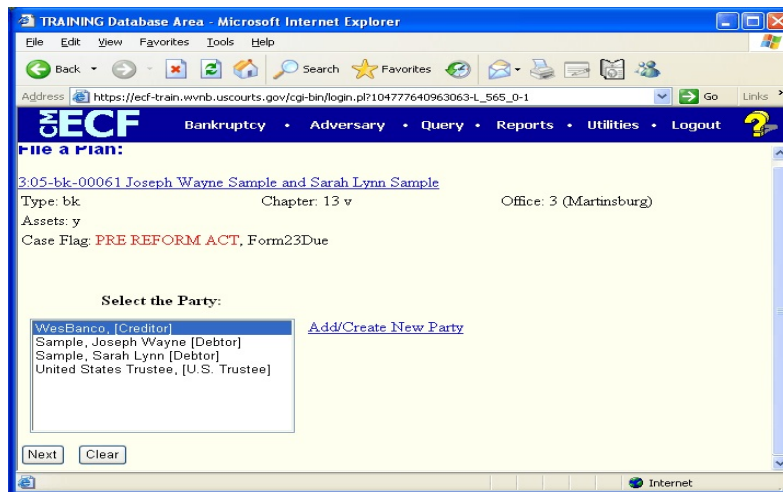 TRAINING Database Area - Microsoft Internet Explorer
File Edit View Favorites Tools Help
Back Search Favorites
Address https://ecf-train.wvnb.uscourts.gov/cgi-bin/login.pl?104777640963063-L_565_0-1 Go Links »
CM ECF Bankruptcy • Adversary • Query • Reports • Utilities • Logout ?
File a Plan:
3:05-bk-00061 Joseph Wayne Sample and Sarah Lynn Sample
Type: bk Chapter: 13 v Office: 3 (Martinsburg)
Assets: y
Case Flag: PRE REFORM ACT, Form23Due
Select the Party:
WesBanco, [Creditor] Add/Create New Party
Sample, Joseph Wayne [Debtor]
Sample, Sarah Lynn [Debtor]
United States Trustee, [U.S. Trustee]
Next Clear
Internet